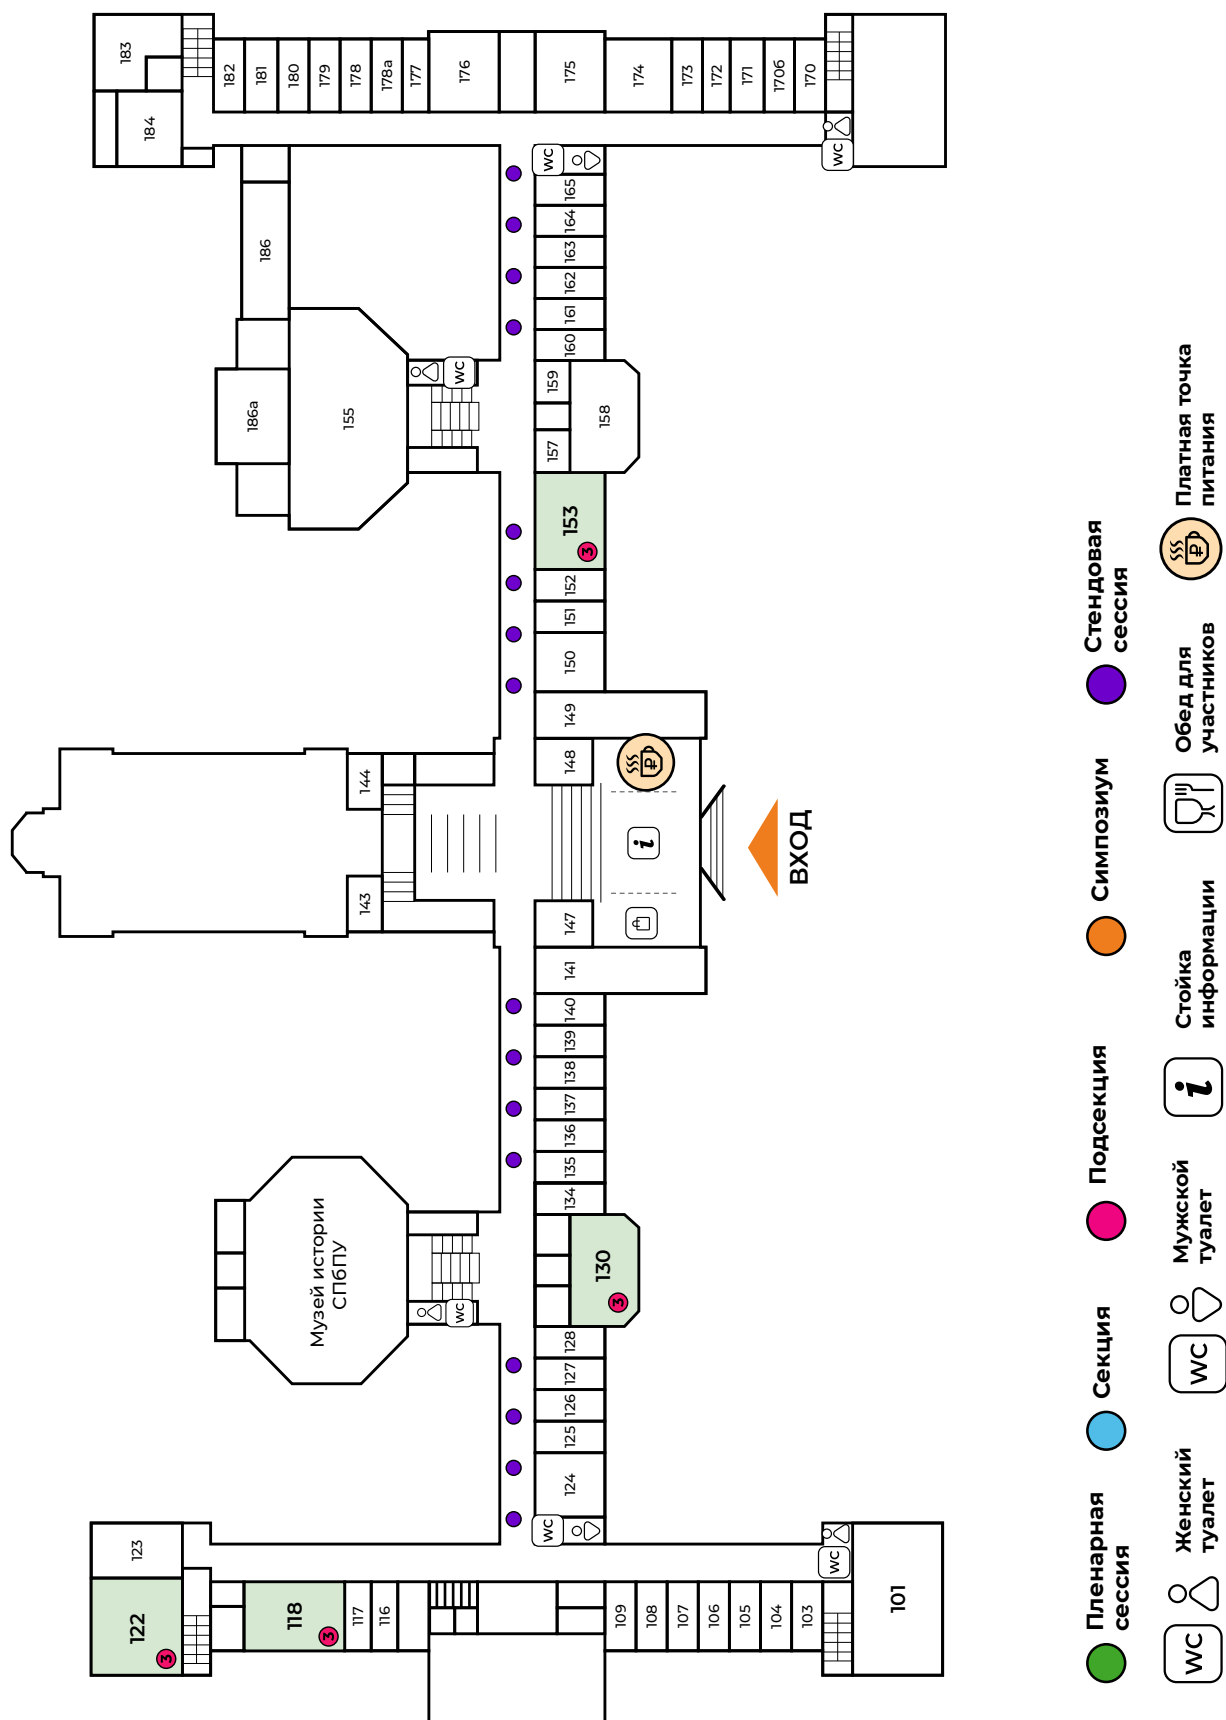 183
184
182
181
180
179
178
178а
177
176
175
174
173
172
171
170б
170
WC
WC
186
186а
155
WC
165
164
163
162
161
160
159
158
157
153
3
152
151
150
149
148
144
143
147
141
i
ВХОД
140
139
138
137
136
135
134
130
3
Музей истории
СПбПУ
WC
128
127
126
125
124
WC
123
122
3
118
3
117
116
109
108
107
106
105
104
103
WC
101
Пленарная
сессия
Секция
Подсекция
Симпозиум
Стендовая
сессия
WC
Женский
туалет
WC
Мужской
туалет
i
Стойка
информации
Обед для
участников
Платная точка
питания